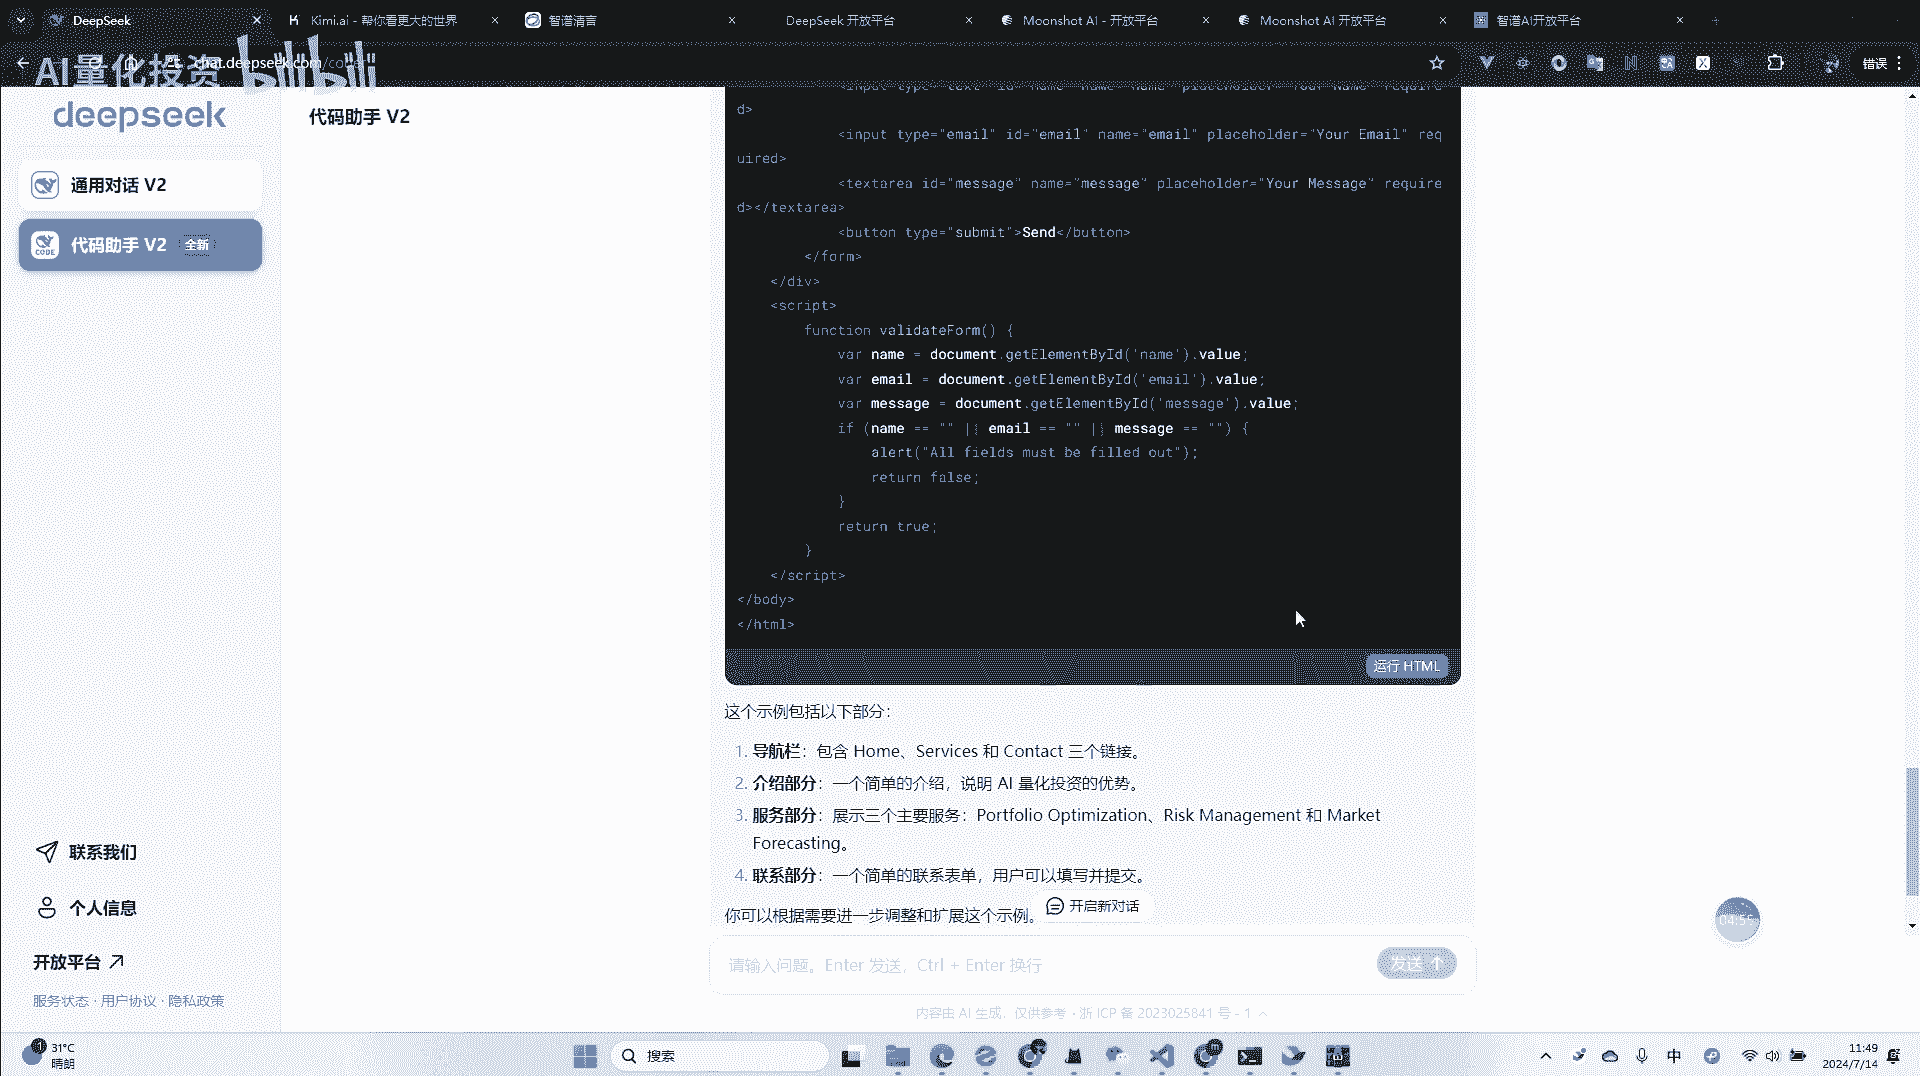 DeepSeek
Kimi.ai - 帮你看更大的世界
智谱清言
DeepSeek 开放平台
Moonshot AI - 开放平台
Moonshot AI 开放平台
智谱AI开放平台
chat.deepseek.com/coder
错误
AI量化投资 bilibili
deepseek
代码助手 V2
通用对话 V2
代码助手 V2 全新
<input type="text" id="name" name="name" placeholder="Your Name" require
d>
<input type="email" id="email" name="email" placeholder="Your Email" req
uired>
<textarea id="message" name="message" placeholder="Your Message" require
d></textarea>
<button type="submit">Send</button>
</form>
</div>
<script>
function validateForm() {
var name = document.getElementById('name').value;
var email = document.getElementById('email').value;
var message = document.getElementById('message').value;
if (name == "" || email == "" || message == "") {
alert("All fields must be filled out");
return false;
}
return true;
}
</script>
</body>
</html>
运行 HTML
这个示例包括以下部分：
1. 导航栏：包含 Home、Services 和 Contact 三个链接。
2. 介绍部分：一个简单的介绍，说明 AI 量化投资的优势。
3. 服务部分：展示三个主要服务：Portfolio Optimization、Risk Management 和 Market
Forecasting。
4. 联系部分：一个简单的联系表单，用户可以填写并提交。
你可以根据需要进一步调整和扩展这个示例。
开启新对话
请输入问题。Enter 发送，Ctrl + Enter 换行
发送
内容由 AI 生成，仅供参考 · 浙 ICP 备 2023025841 号 - 1
联系我们
个人信息
开放平台
服务状态 · 用户协议 · 隐私政策
04:55
31°C
晴朗
搜索
中
11:49
2024/7/14